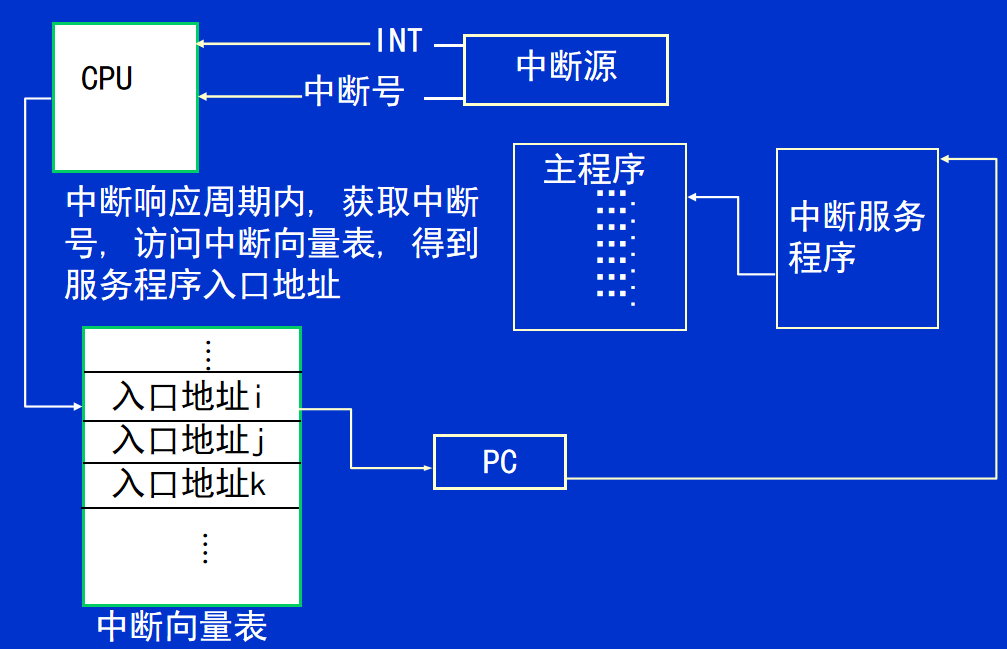 INT
中断源
CPU
中断号
主程序
中断服务
程序
中断响应周期内, 获取中断
号, 访问中断向量表, 得到
服务程序入口地址
入口地址i
入口地址j
入口地址k
PC
中断向量表